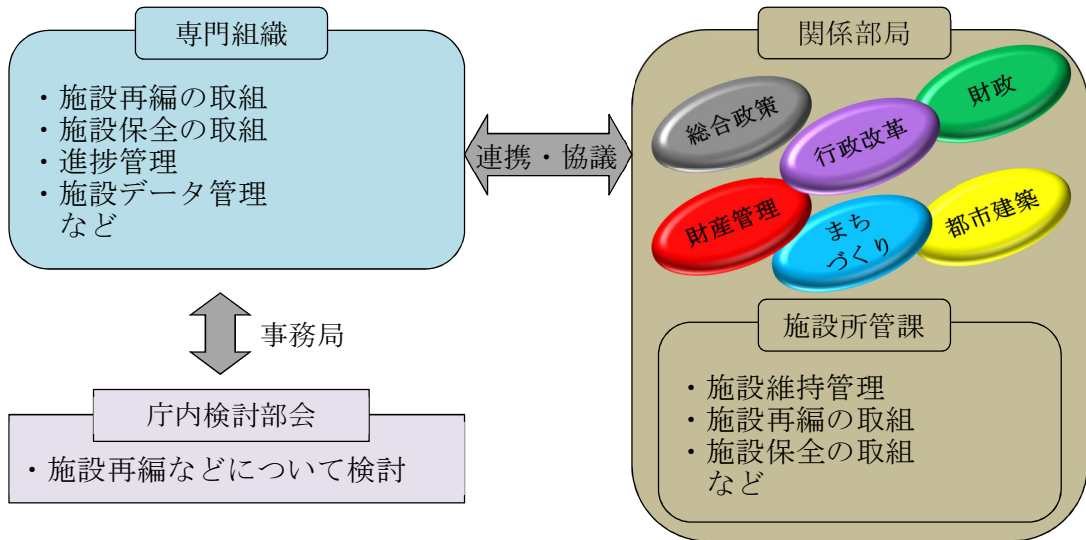 専門組織
・施設再編の取組
・施設保全の取組
・進捗管理
・施設データ管理
など
連携・協議
事務局
庁内検討部会
・施設再編などについて検討
関係部局
総合政策
行政改革
財政
財産管理
まち
づくり
都市建築
施設所管課
・施設維持管理
・施設再編の取組
・施設保全の取組
など